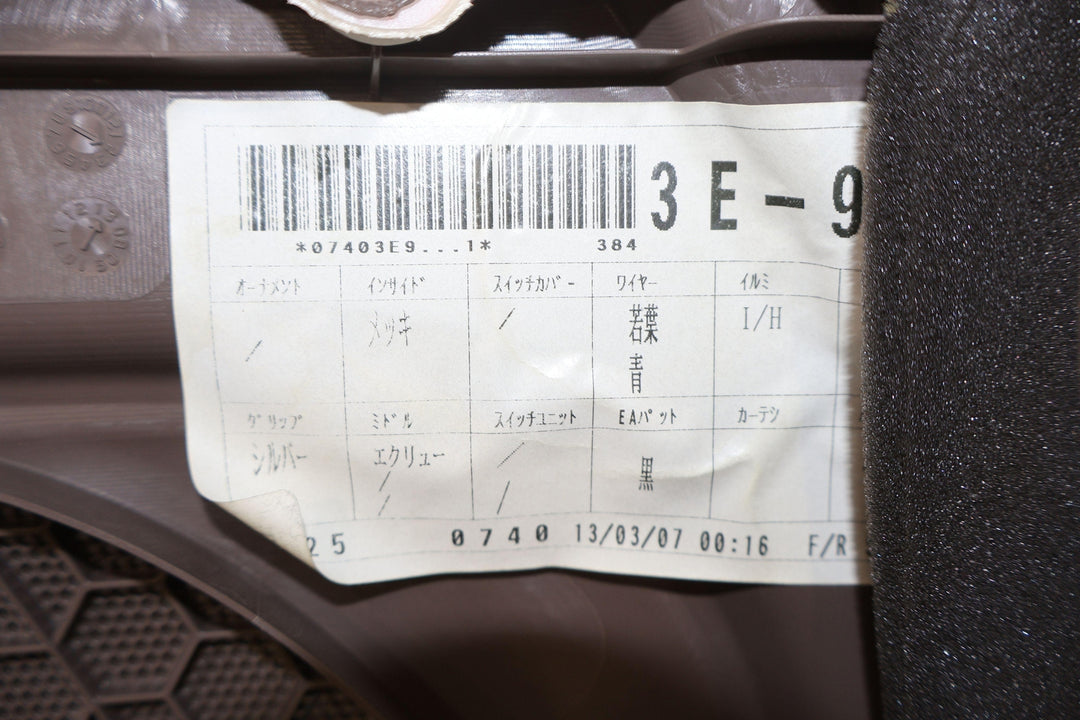 3E-9
*07403E9...1* 384
オーナメント インサイド スイッチカバー ワイヤー イルミ
/ メッキ / 若葉 I/H
青
グリップ ミドル スイッチユニット EAパット カーテン
シルバー エクリュー / 黒
/ /
/
25 0740 13/03/07 00:16 F/R